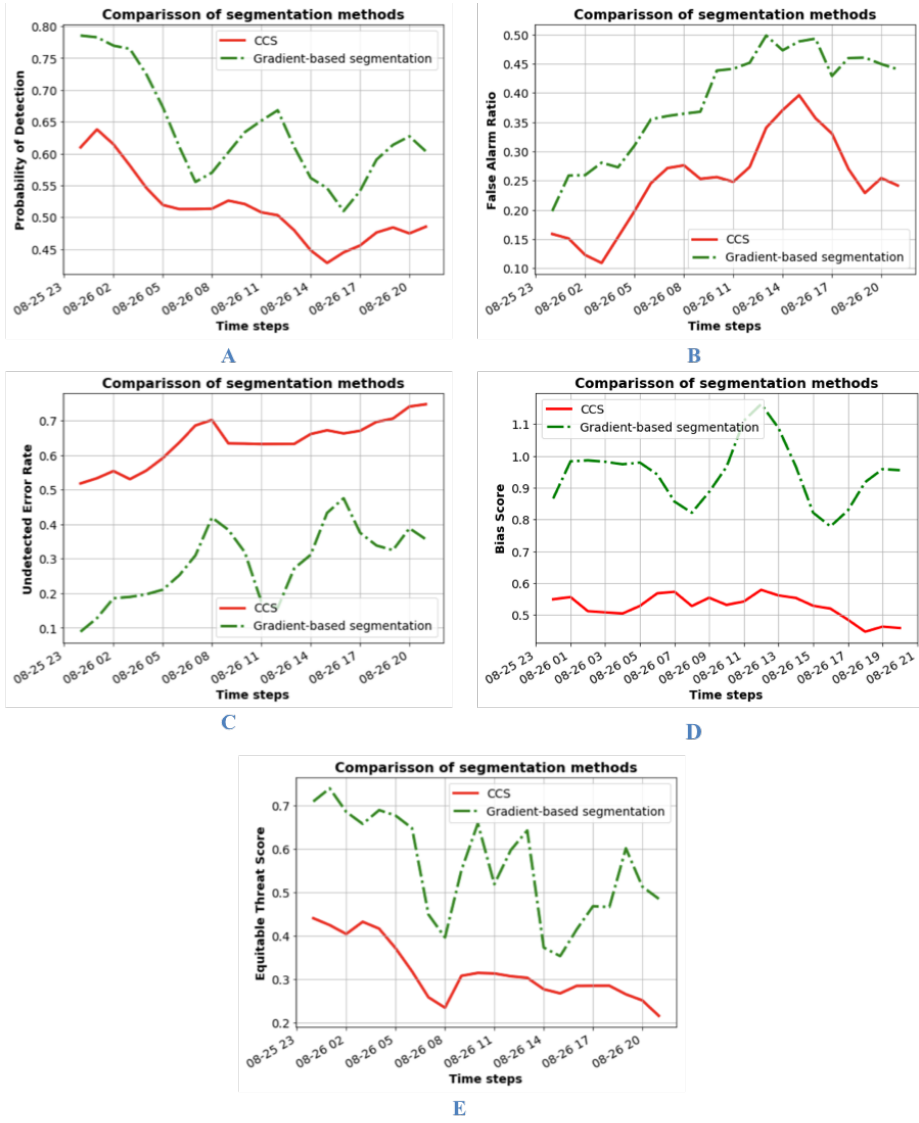 Comparisson of segmentation methods
Probability of Detection
0.80
0.75
0.70
0.65
0.60
0.55
0.50
0.45
CCS
Gradient-based segmentation
08-25 23
08-26 02
08-26 05
08-26 08
08-26 11
08-26 14
08-26 17
08-26 20
Time steps
A
Comparisson of segmentation methods
False Alarm Ratio
0.50
0.45
0.40
0.35
0.30
0.25
0.20
0.15
0.10
CCS
Gradient-based segmentation
08-25 23
08-26 02
08-26 05
08-26 08
08-26 11
08-26 14
08-26 17
08-26 20
Time steps
B
Comparisson of segmentation methods
Undetected Error Rate
0.7
0.6
0.5
0.4
0.3
0.2
0.1
CCS
Gradient-based segmentation
08-25 23
08-26 02
08-26 05
08-26 08
08-26 11
08-26 14
08-26 17
08-26 20
Time steps
C
Comparisson of segmentation methods
Bias Score
1.1
1.0
0.9
0.8
0.7
0.6
0.5
CCS
Gradient-based segmentation
08-25 23
08-26 01
08-26 03
08-26 05
08-26 07
08-26 09
08-26 11
08-26 13
08-26 15
08-26 17
08-26 19
08-26 21
Time steps
D
Comparisson of segmentation methods
Equitable Threat Score
0.7
0.6
0.5
0.4
0.3
0.2
CCS
Gradient-based segmentation
08-25 23
08-26 02
08-26 05
08-26 08
08-26 11
08-26 14
08-26 17
08-26 20
Time steps
E